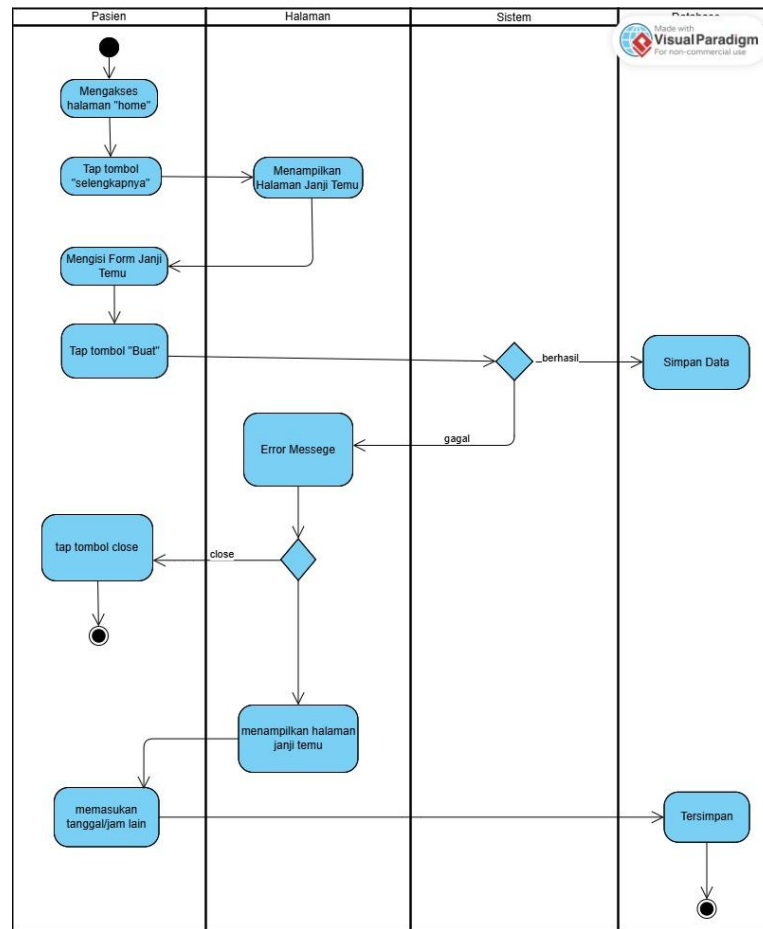 Pasien
Halaman
Sistem
Database
Made with
Visual Paradigm
For non-commercial use
Mengakses
halaman "home"
Tap tombol
"selengkapnya"
Menampilkan
Halaman Janji Temu
Mengisi Form Janji
Temu
Tap tombol "Buat"
berhasil
Simpan Data
gagal
Error Messege
tap tombol close
close
menampilkan halaman
janji temu
memasukan
tanggal/jam lain
Tersimpan